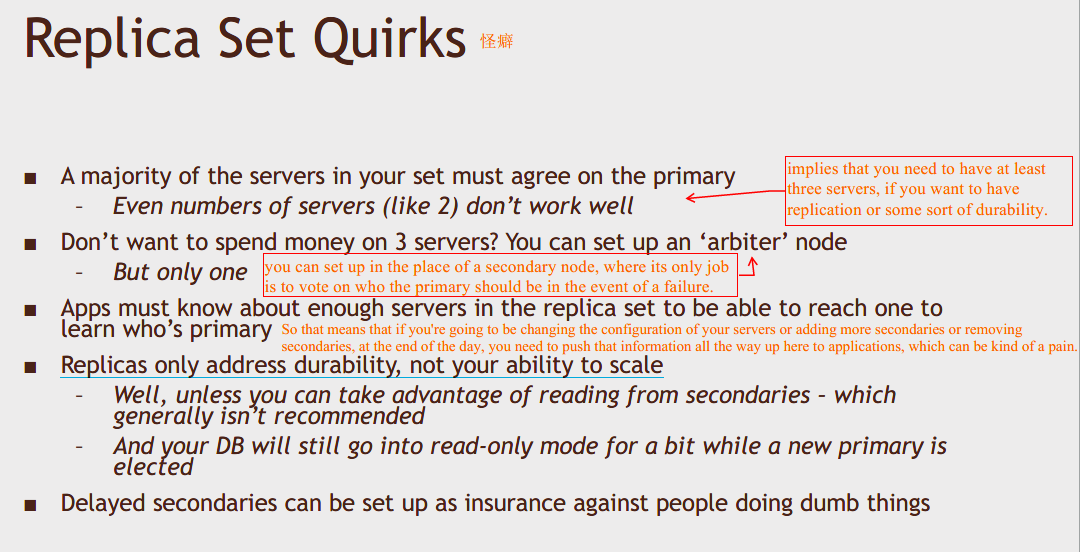 Replica Set Quirks 怪癖
■ A majority of the servers in your set must agree on the primary
– Even numbers of servers (like 2) don’t work well
implies that you need to have at least
three servers, if you want to have
replication or some sort of durability.
■ Don’t want to spend money on 3 servers? You can set up an ‘arbiter’ node
– But only one
you can set up in the place of a secondary node, where its only job
is to vote on who the primary should be in the event of a failure.
■ Apps must know about enough servers in the replica set to be able to reach one to
learn who’s primary
So that means that if you're going to be changing the configuration of your servers or adding more secondaries or removing
secondaries, at the end of the day, you need to push that information all the way up here to applications, which can be kind of a pain.
■ Replicas only address durability, not your ability to scale
– Well, unless you can take advantage of reading from secondaries – which
generally isn’t recommended
– And your DB will still go into read-only mode for a bit while a new primary is
elected
■ Delayed secondaries can be set up as insurance against people doing dumb things